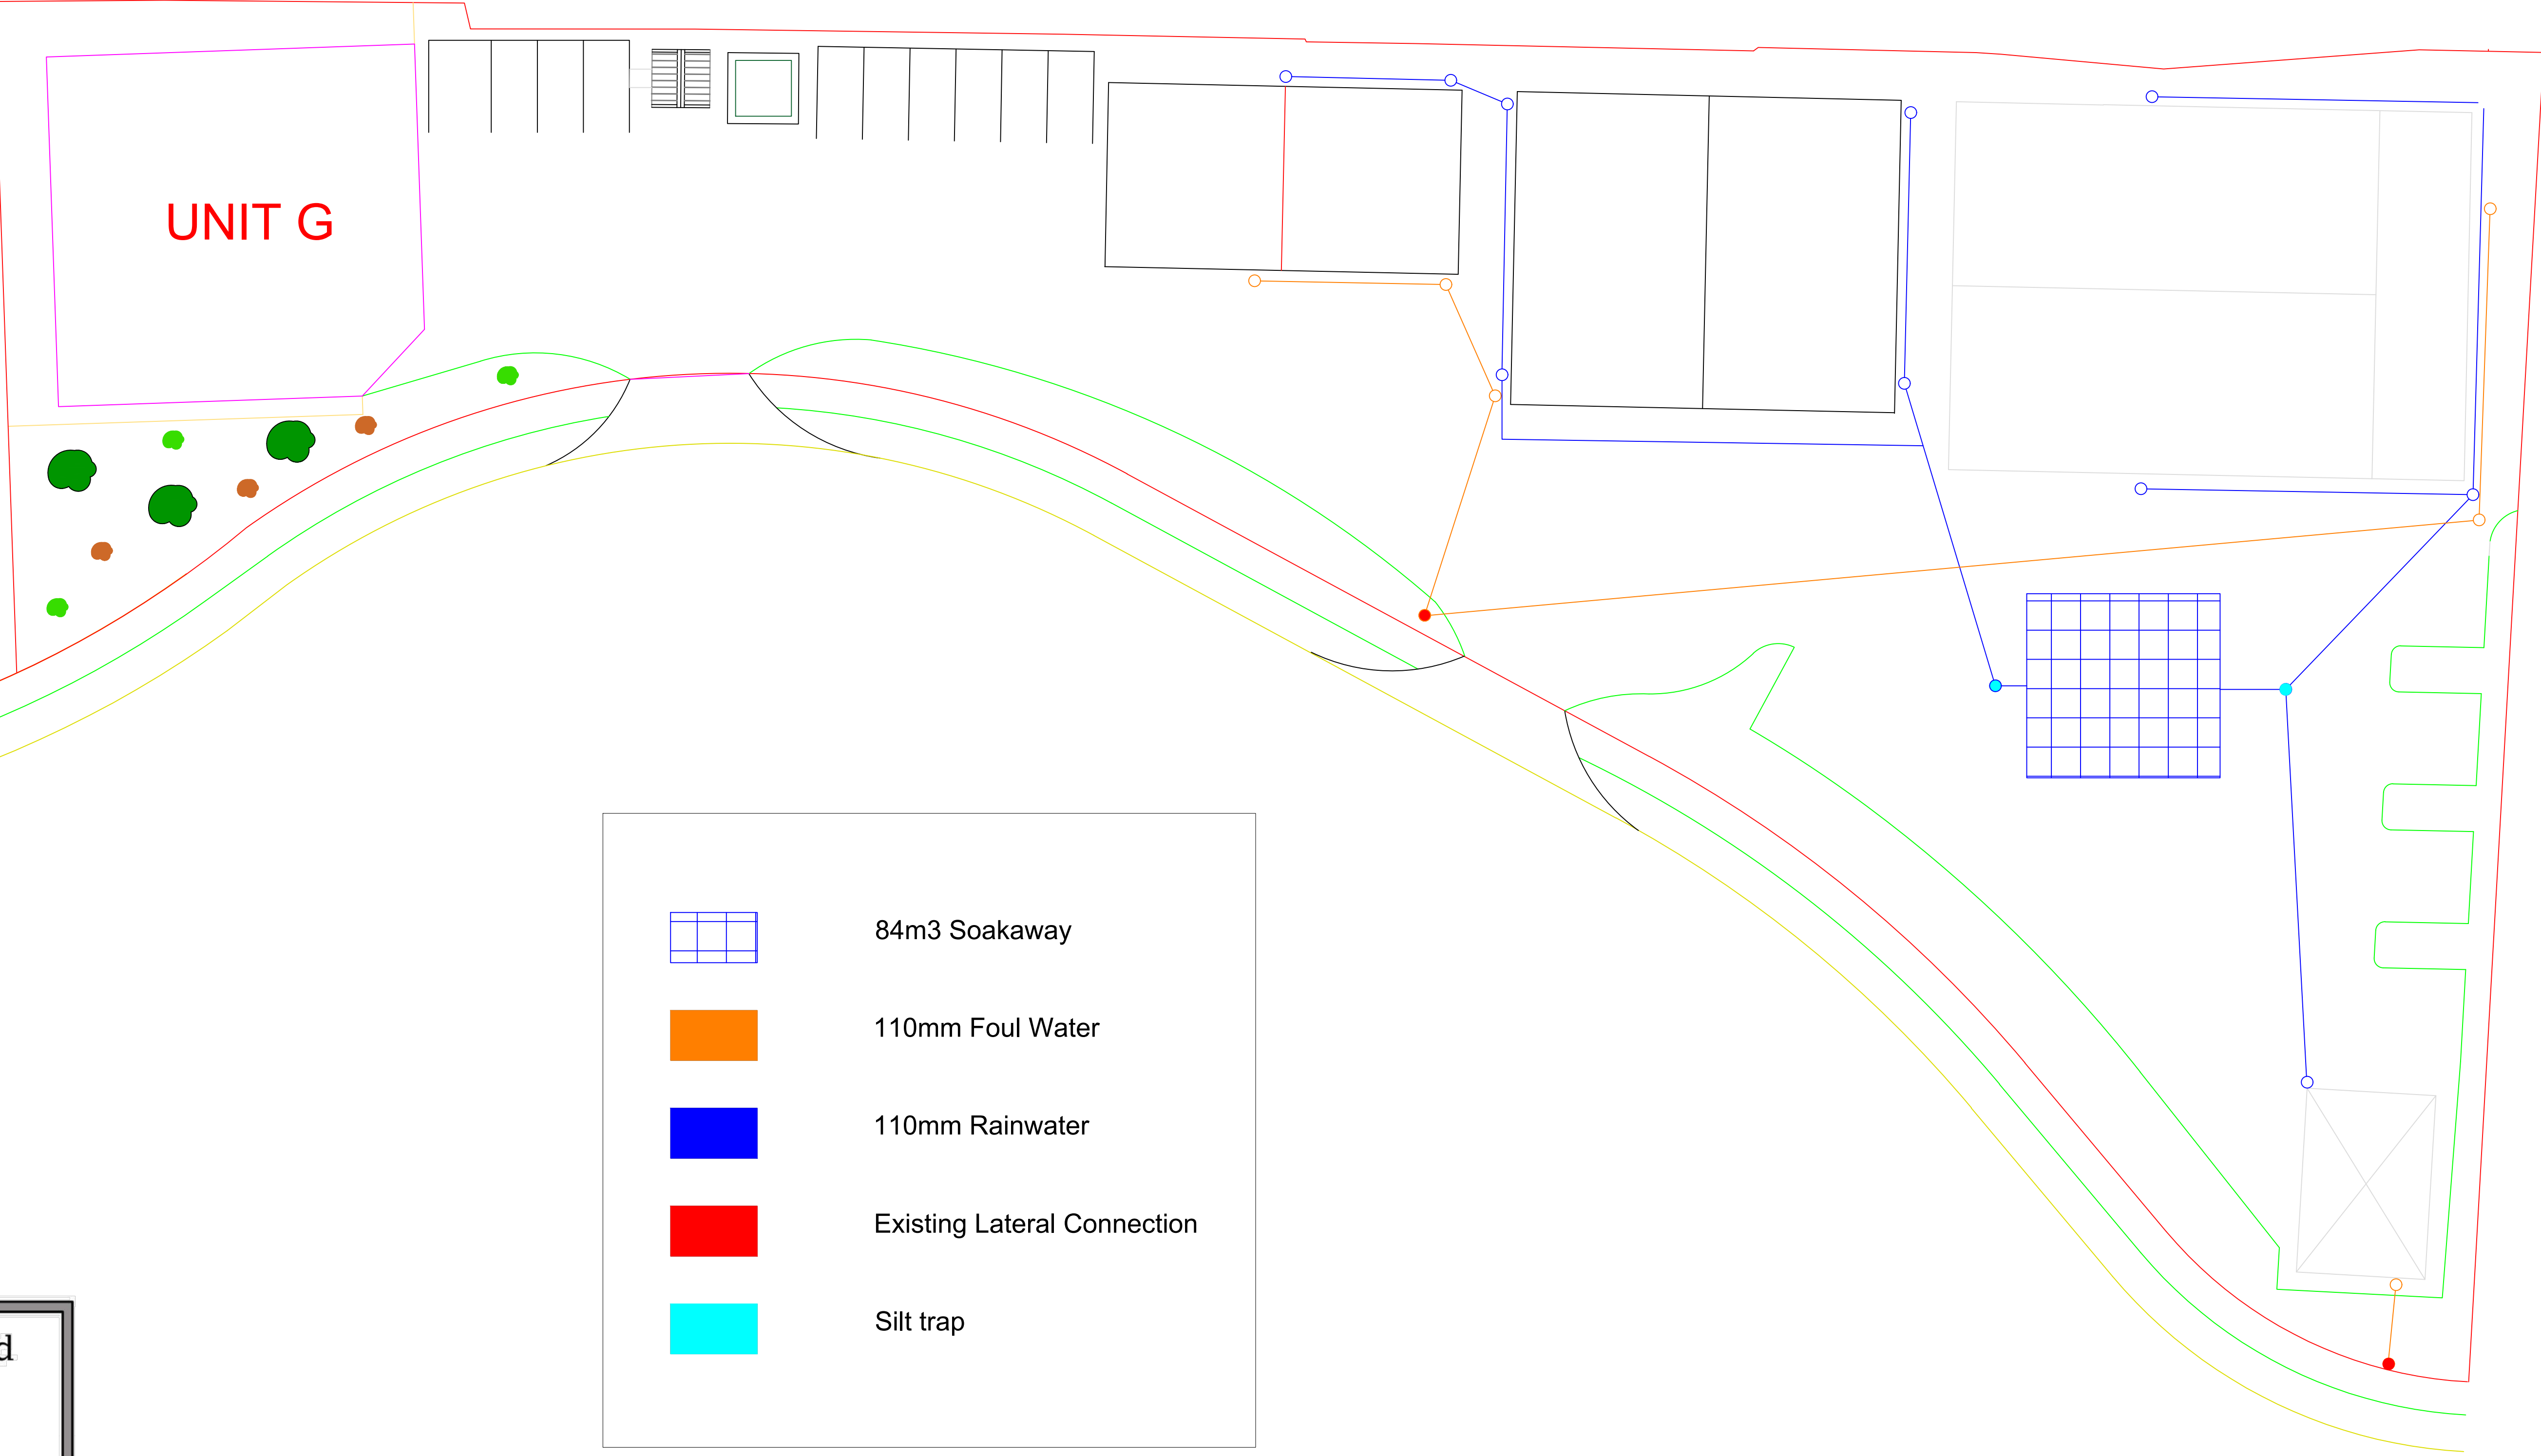 UNIT G
84m3 Soakaway
110mm Foul Water
110mm Rainwater
Existing Lateral Connection
Silt trap
d